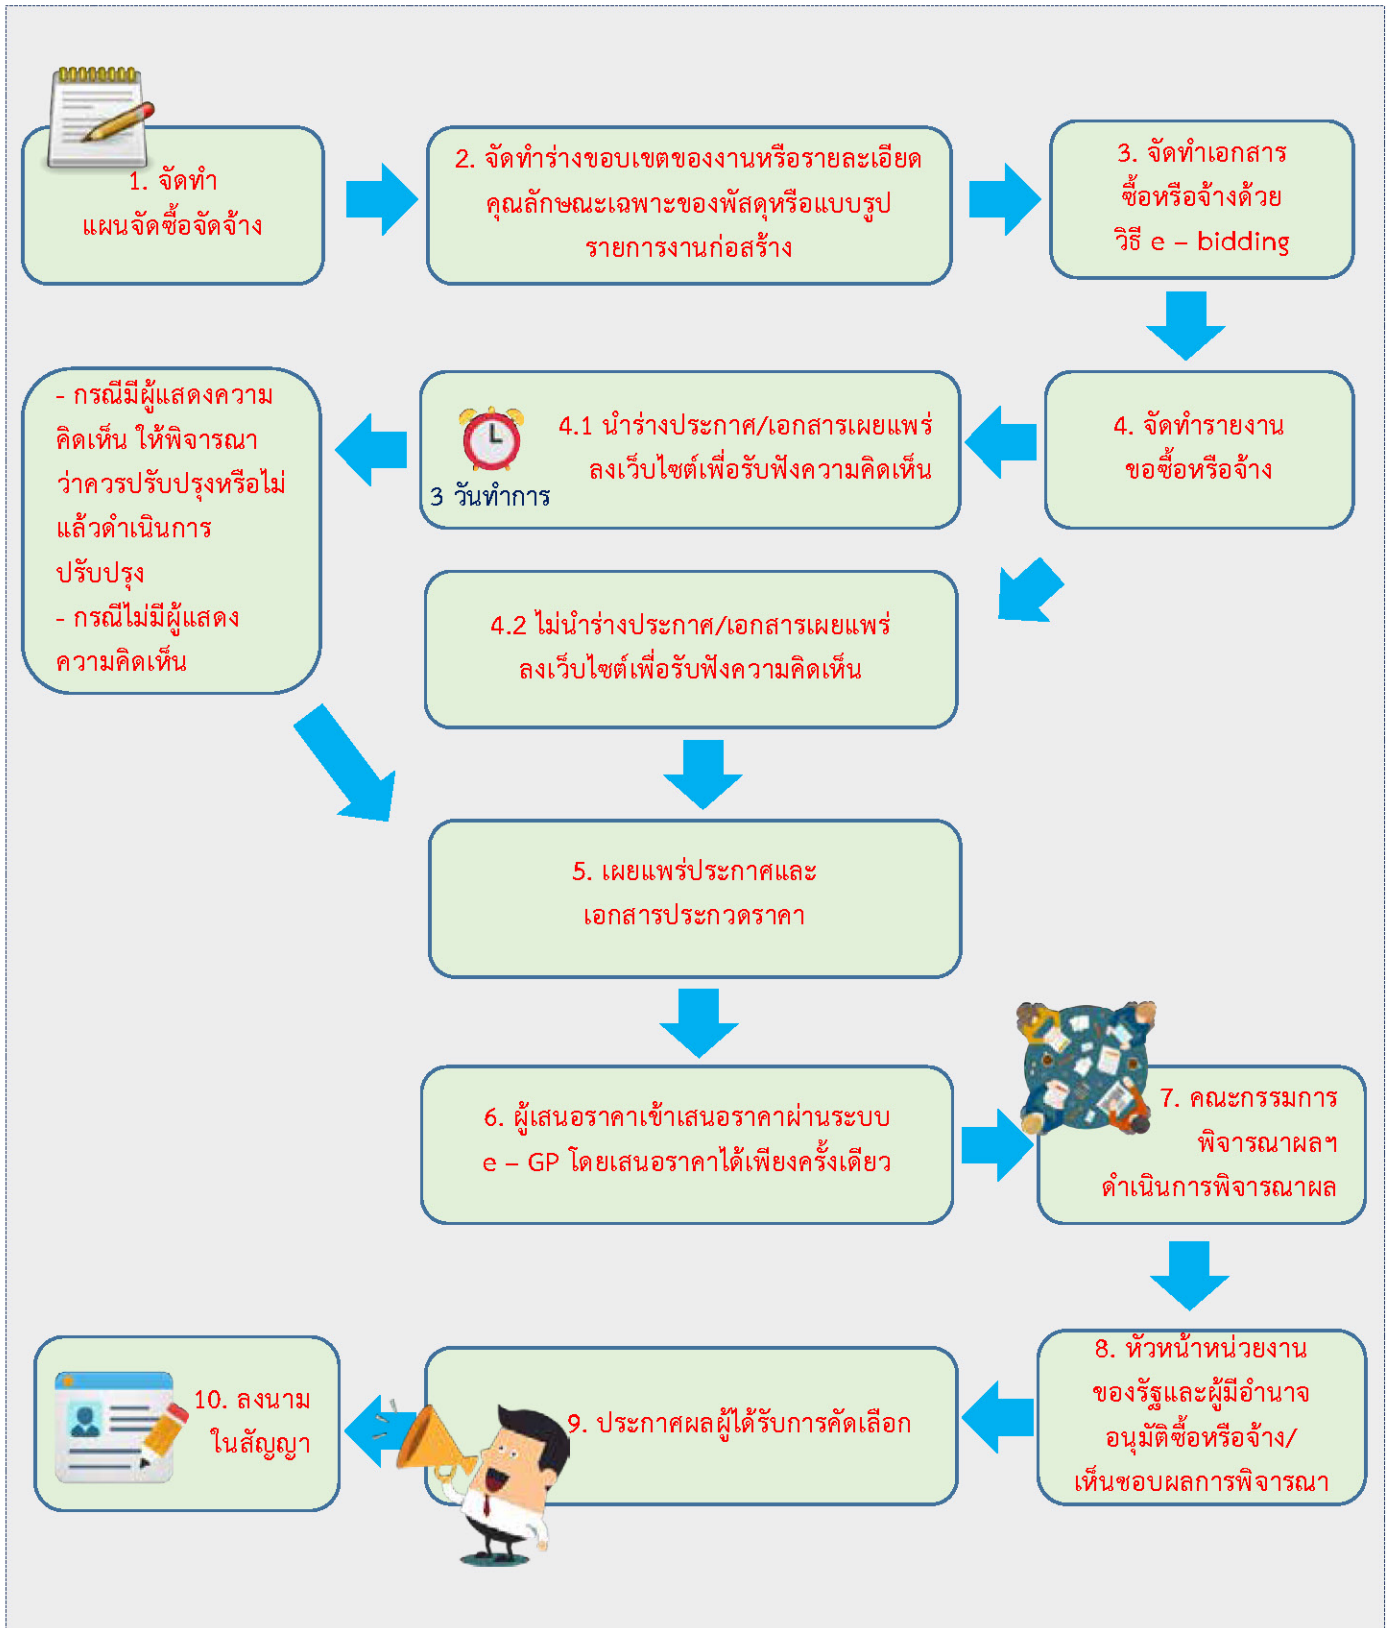 1. จัดทำ
แผนจัดซื้อจัดจ้าง
2. จัดทำร่างขอบเขตของงานหรือรายละเอียด
คุณลักษณะเฉพาะของพัสดุหรือแบบรูป
รายการงานก่อสร้าง
3. จัดทำเอกสาร
ซื้อหรือจ้างด้วย
วิธี e – bidding
4. จัดทำรายงาน
ขอซื้อหรือจ้าง
4.1 นำร่างประกาศ/เอกสารเผยแพร่
ลงเว็บไซต์เพื่อรับฟังความคิดเห็น
3 วันทำการ
- กรณีมีผู้แสดงความ
คิดเห็น ให้พิจารณา
ว่าควรปรับปรุงหรือไม่
แล้วดำเนินการ
ปรับปรุง
- กรณีไม่มีผู้แสดง
ความคิดเห็น
4.2 ไม่นำร่างประกาศ/เอกสารเผยแพร่
ลงเว็บไซต์เพื่อรับฟังความคิดเห็น
5. เผยแพร่ประกาศและ
เอกสารประกวดราคา
6. ผู้เสนอราคาเข้าเสนอราคาผ่านระบบ
e – GP โดยเสนอราคาได้เพียงครั้งเดียว
7. คณะกรรมการ
พิจารณาผลฯ
ดำเนินการพิจารณาผล
8. หัวหน้าหน่วยงาน
ของรัฐและผู้มีอำนาจ
อนุมัติซื้อหรือจ้าง/
เห็นชอบผลการพิจารณา
9. ประกาศผลผู้ได้รับการคัดเลือก
10. ลงนาม
ในสัญญา